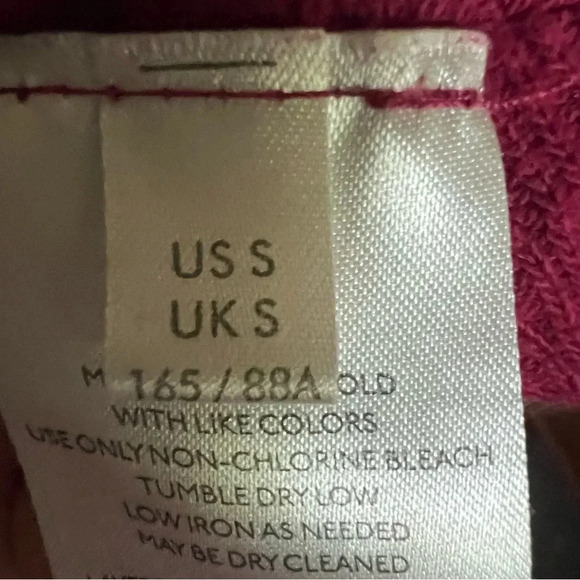 US S
UK S
165 / 88A
M OLD
WITH LIKE COLORS
USE ONLY NON-CHLORINE BLEACH
TUMBLE DRY LOW
LOW IRON AS NEEDED
MAY BE DRY CLEANED